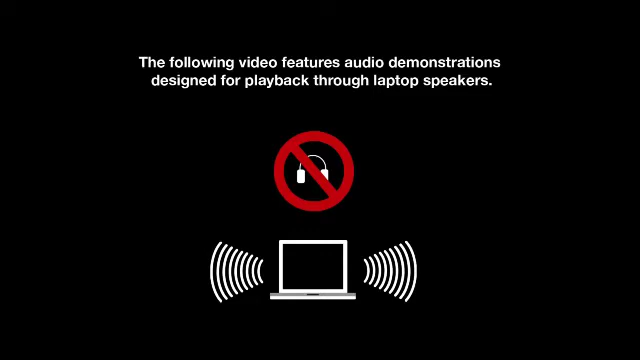 The following video features audio demonstrations
designed for playback through laptop speakers.